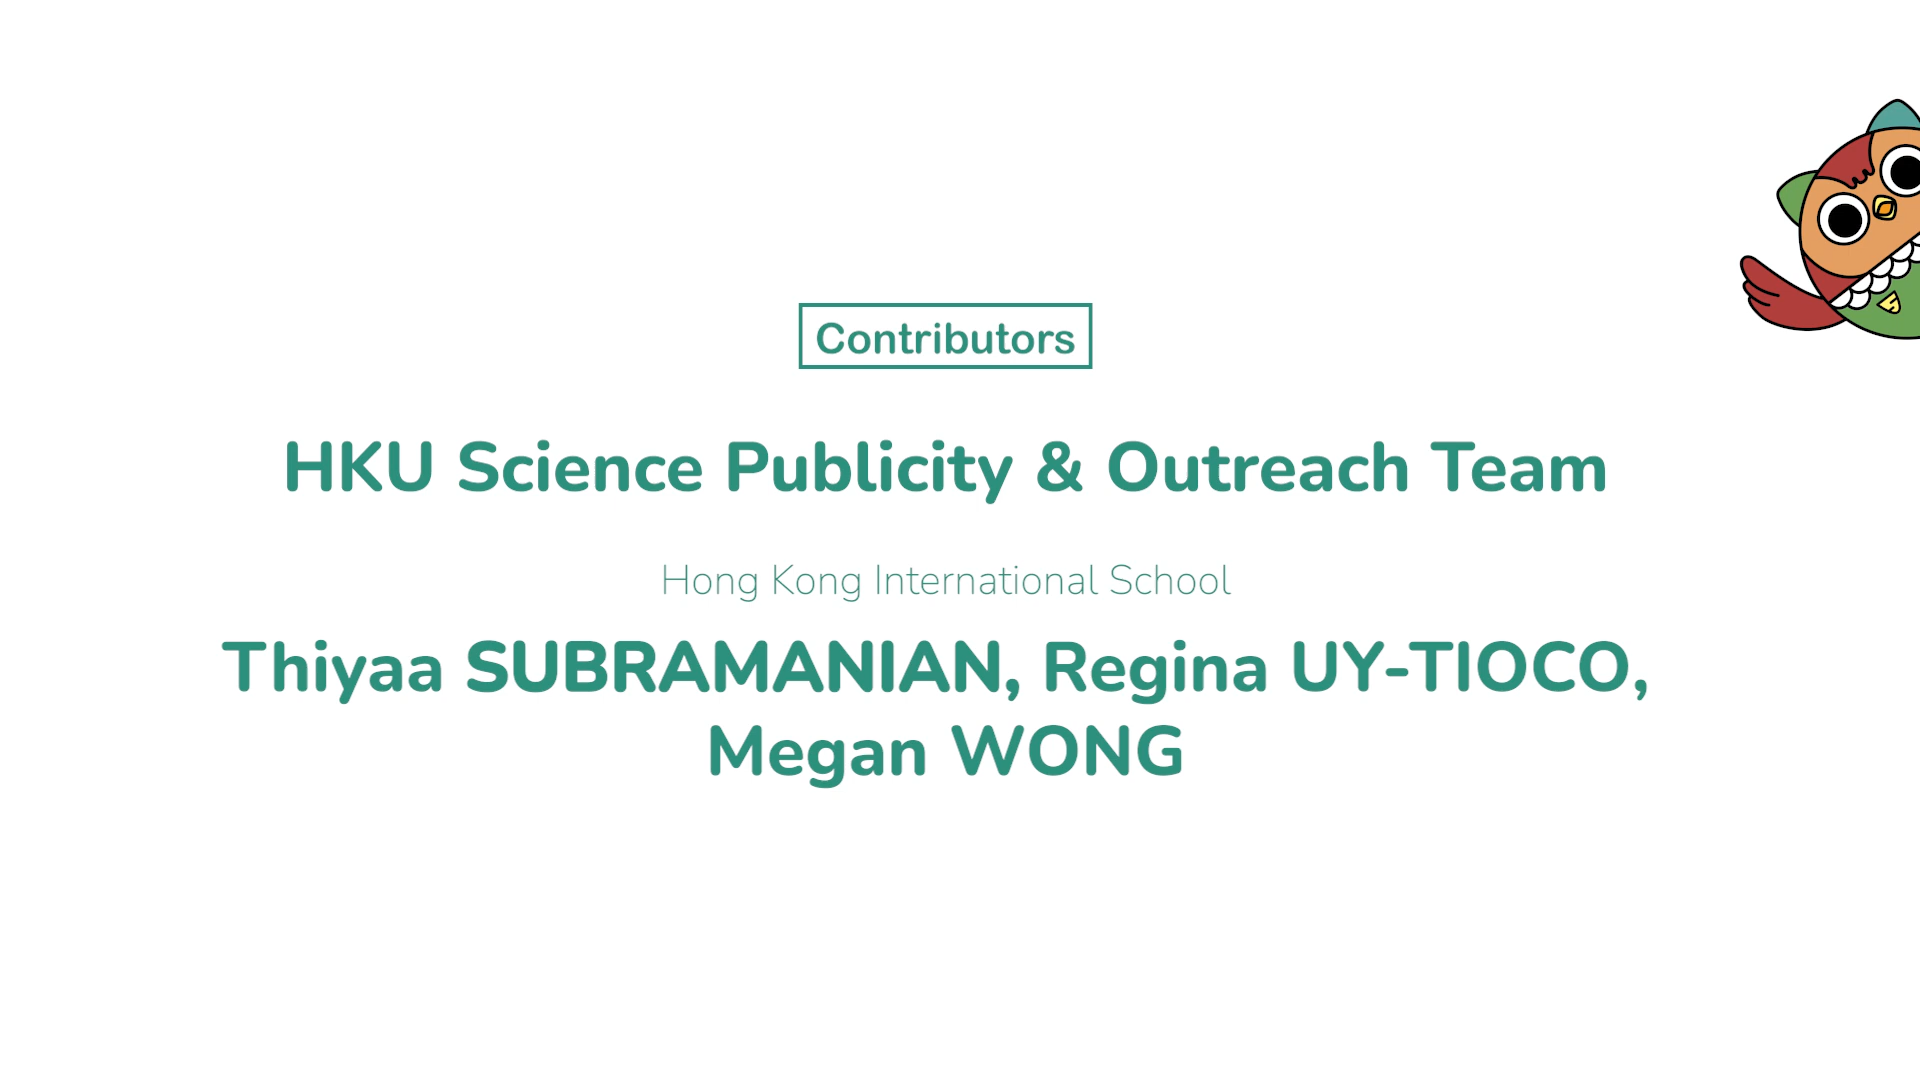 Contributors
HKU Science Publicity & Outreach Team
Hong Kong International School
Thiyaa SUBRAMANIAN, Regina UY-TIOCO,
Megan WONG